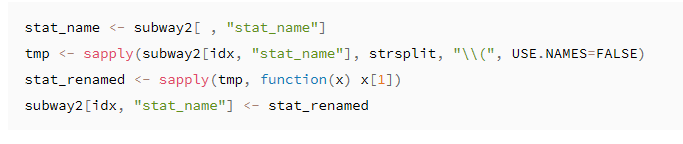 stat_name <- subway2[ , "stat_name"]
tmp <- sapply(subway2[idx, "stat_name"], strsplit, "\\(", USE.NAMES=FALSE)
stat_renamed <- sapply(tmp, function(x) x[1])
subway2[idx, "stat_name"] <- stat_renamed